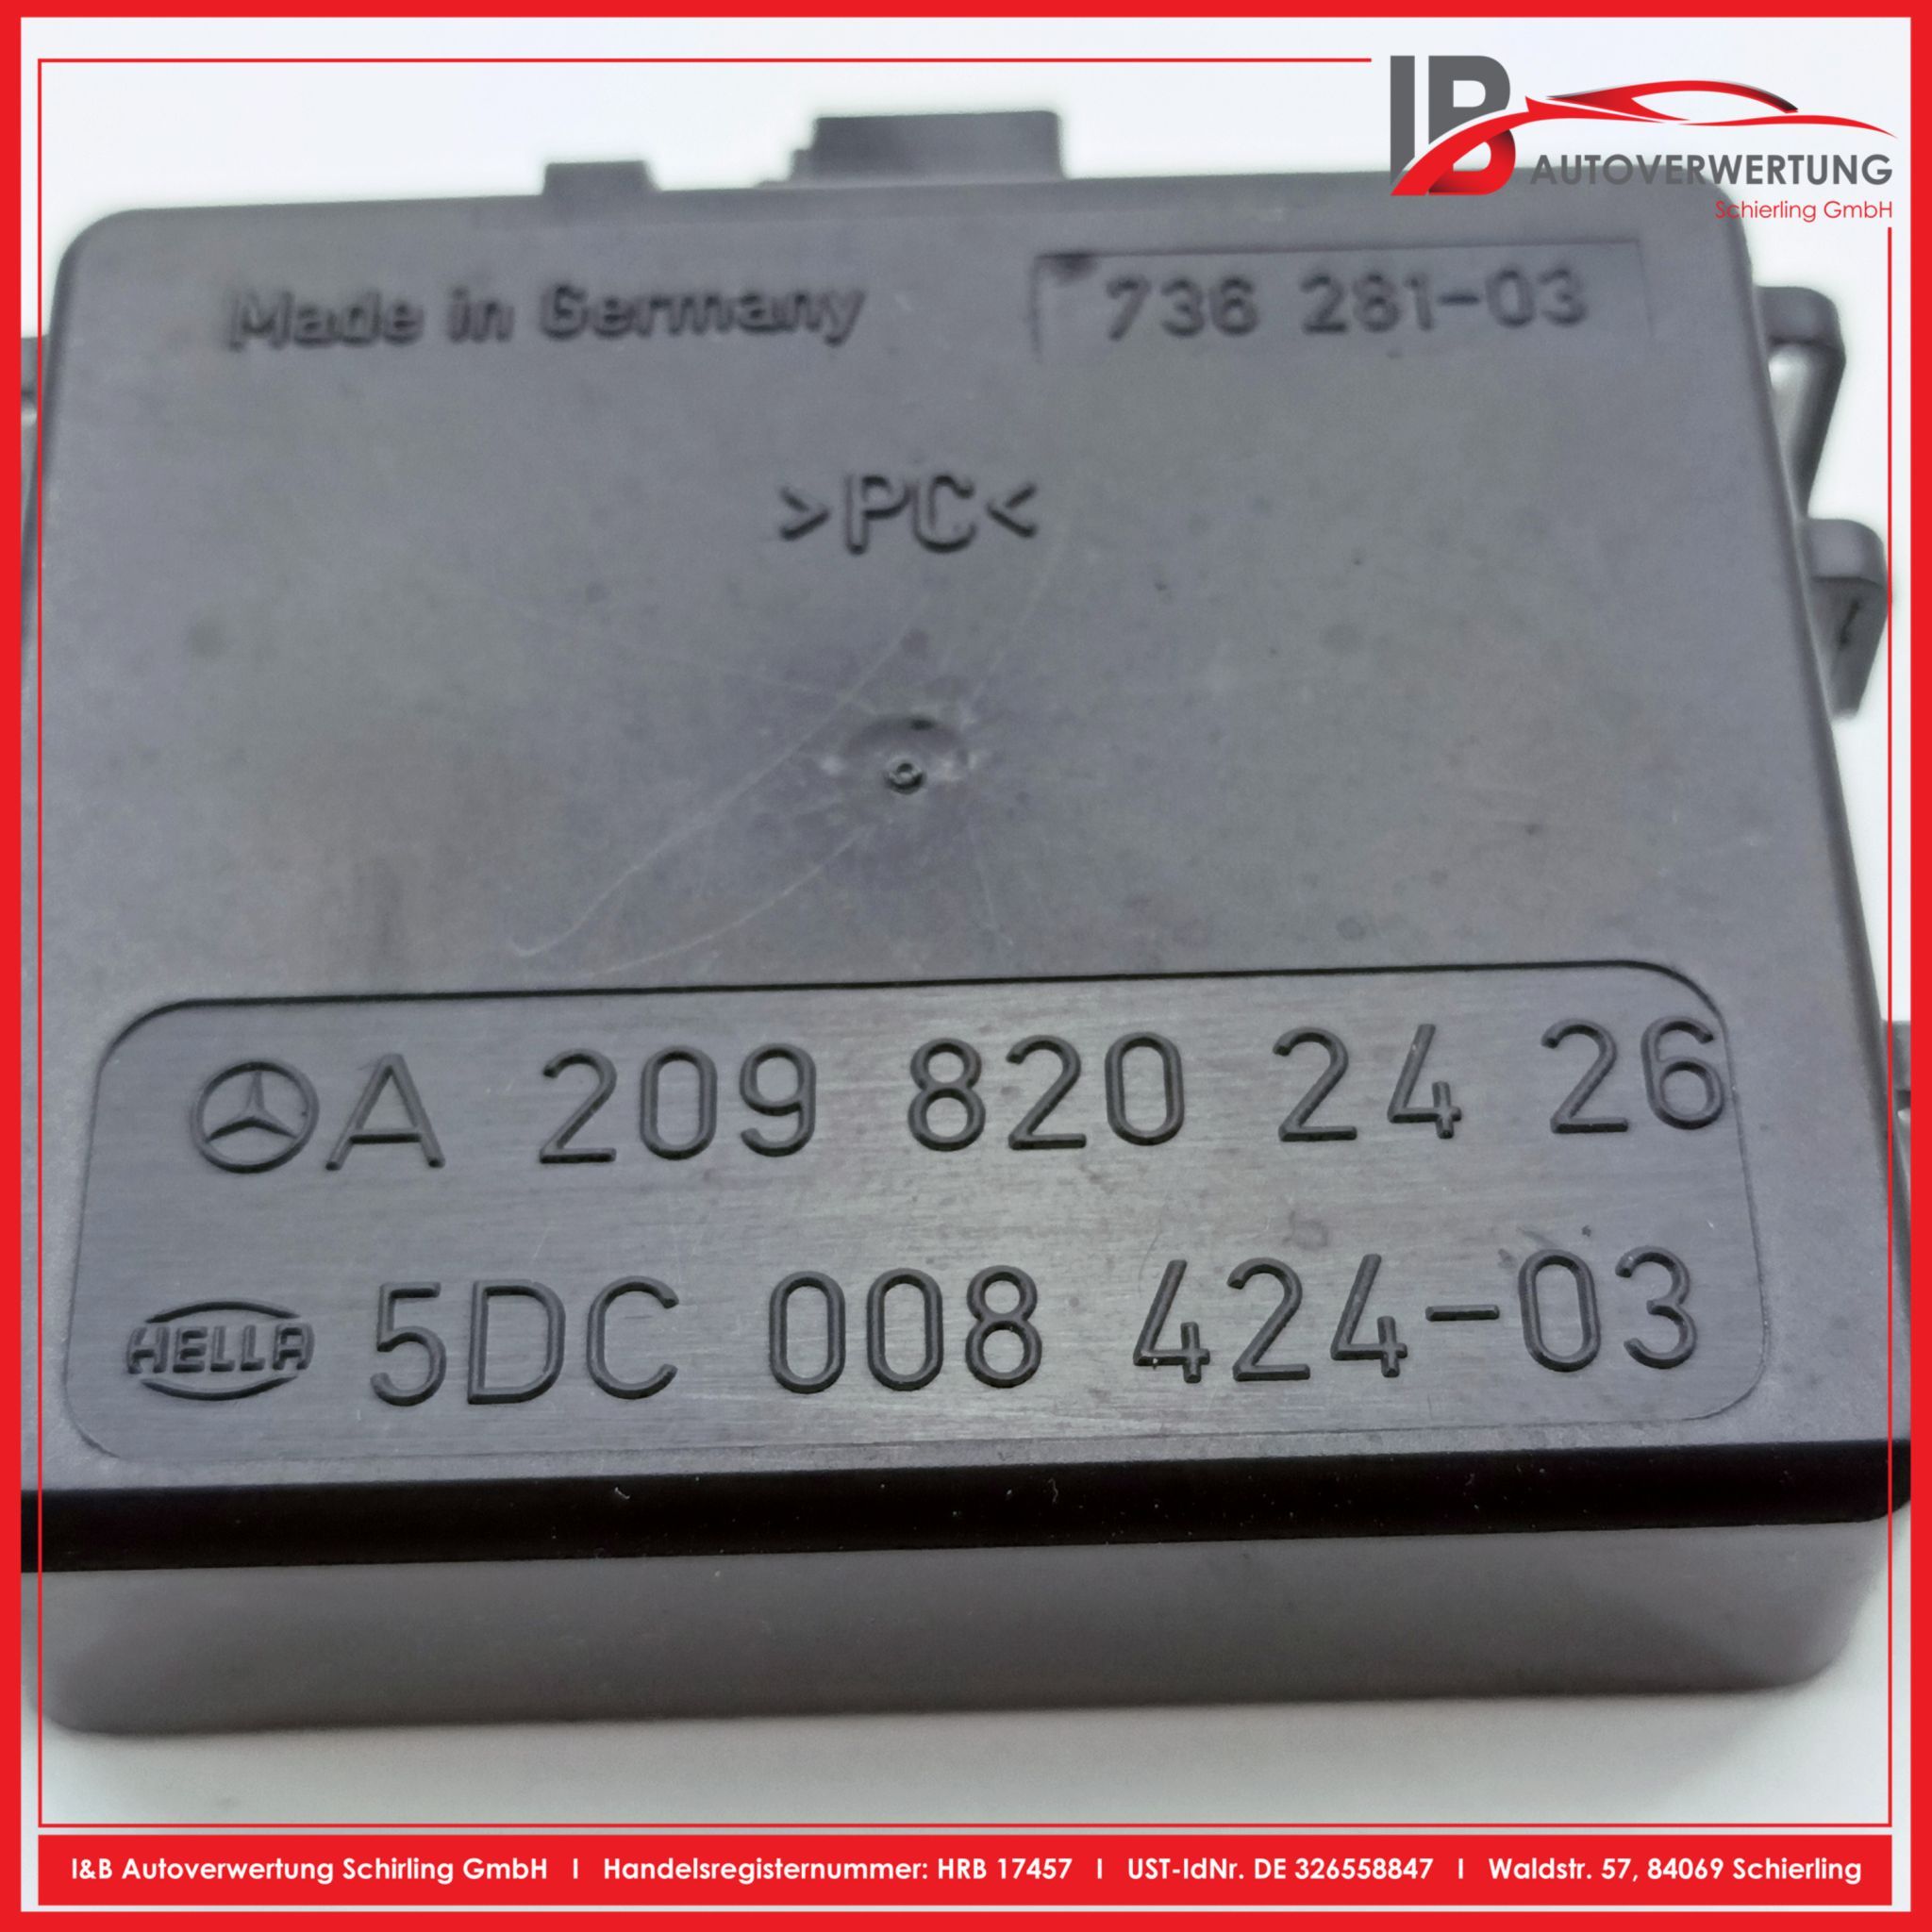 IB
AUTOVERWERTUNG
Schierling GmbH
Made in Germany
736 281-03
>PC<
A 209 820 24 26
HELLA 5DC 008 424-03
I&B Autoverwertung Schirling GmbH I Handelsregisternummer: HRB 17457 I UST-IdNr. DE 326558847 I Waldstr. 57, 84069 Schierling